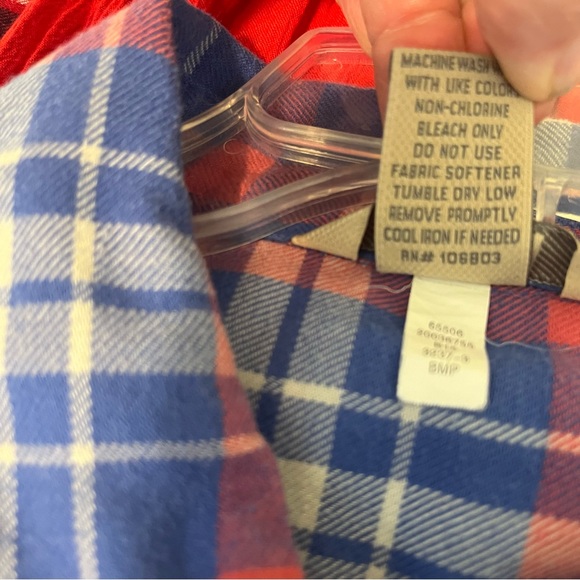 MACHINE WASH
WITH LIKE COLORS
NON-CHLORINE
BLEACH ONLY
DO NOT USE
FABRIC SOFTENER
TUMBLE DRY LOW
REMOVE PROMPTLY
COOL IRON IF NEEDED
RN# 106803
65506
3937-3
BMP